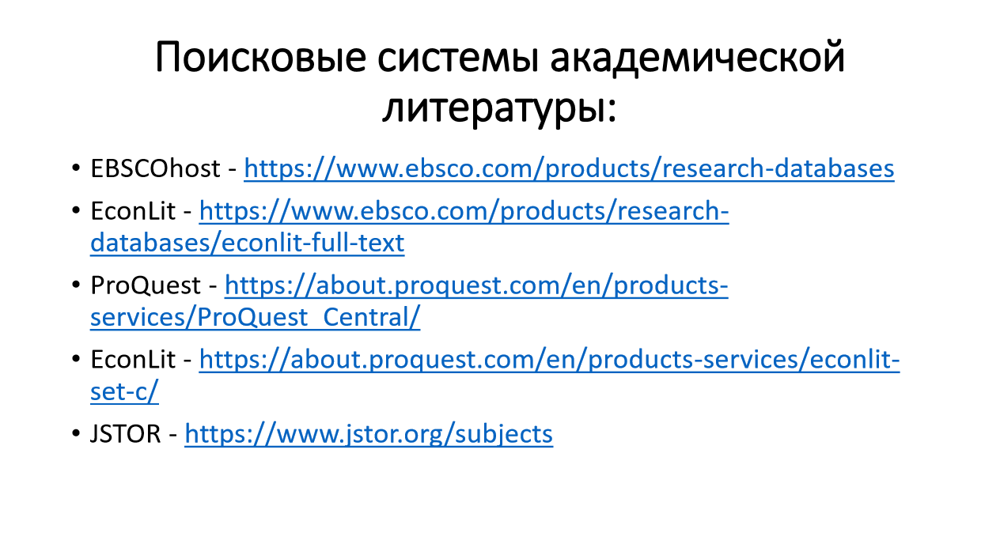 Поисковые системы академической
литературы:
• EBSCOhost - https://www.ebsco.com/products/research-databases
• EconLit - https://www.ebsco.com/products/research-
databases/econlit-full-text
• ProQuest - https://about.proquest.com/en/products-
services/ProQuest_Central/
• EconLit - https://about.proquest.com/en/products-services/econlit-
set-c/
• JSTOR - https://www.jstor.org/subjects